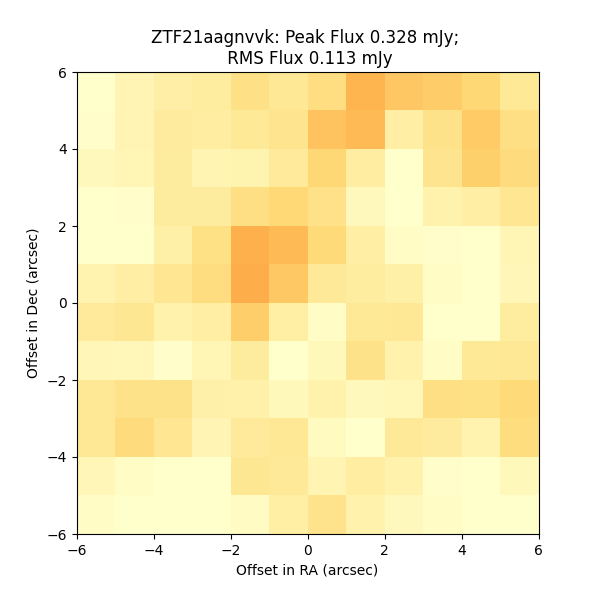 ZTF21aagnvvk: Peak Flux 0.328 mJy;
RMS Flux 0.113 mJy
6
4
2
0
−2
−4
−6
Offset in Dec (arcsec)
−6 −4 −2 0 2 4 6
Offset in RA (arcsec)